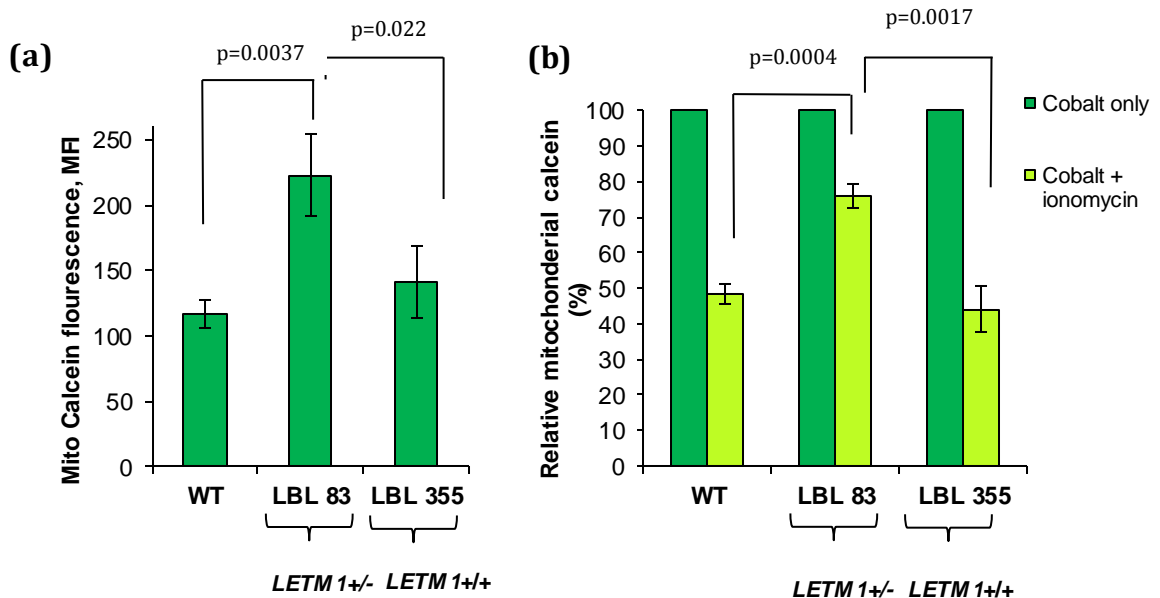 (a)
p=0.0037
p=0.022
Mito Calcein flourescence, MFI
250
200
150
100
50
0
WT
LBL 83
LBL 355
LETM 1+/-
LETM 1+/+
(b)
p=0.0004
p=0.0017
Relative mitochonderial calcein
(%)
100
90
80
70
60
50
40
30
20
10
0
WT
LBL 83
LBL 355
LETM 1+/-
LETM 1+/+
Cobalt only
Cobalt +
ionomycin